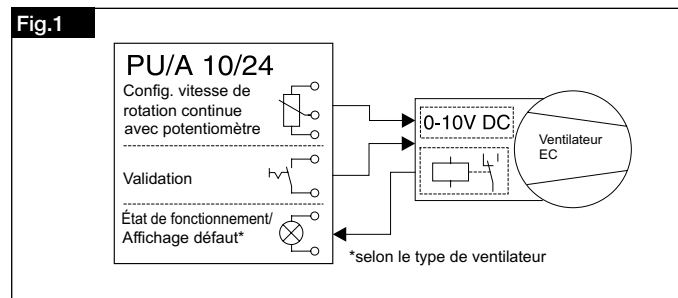 Fig.1
PU/A 10/24
Config. vitesse de
rotation continue
avec potentiomètre
Validation
État de fonctionnement/
Affichage défaut*
0-10V DC
Ventilateur
EC
*selon le type de ventilateur